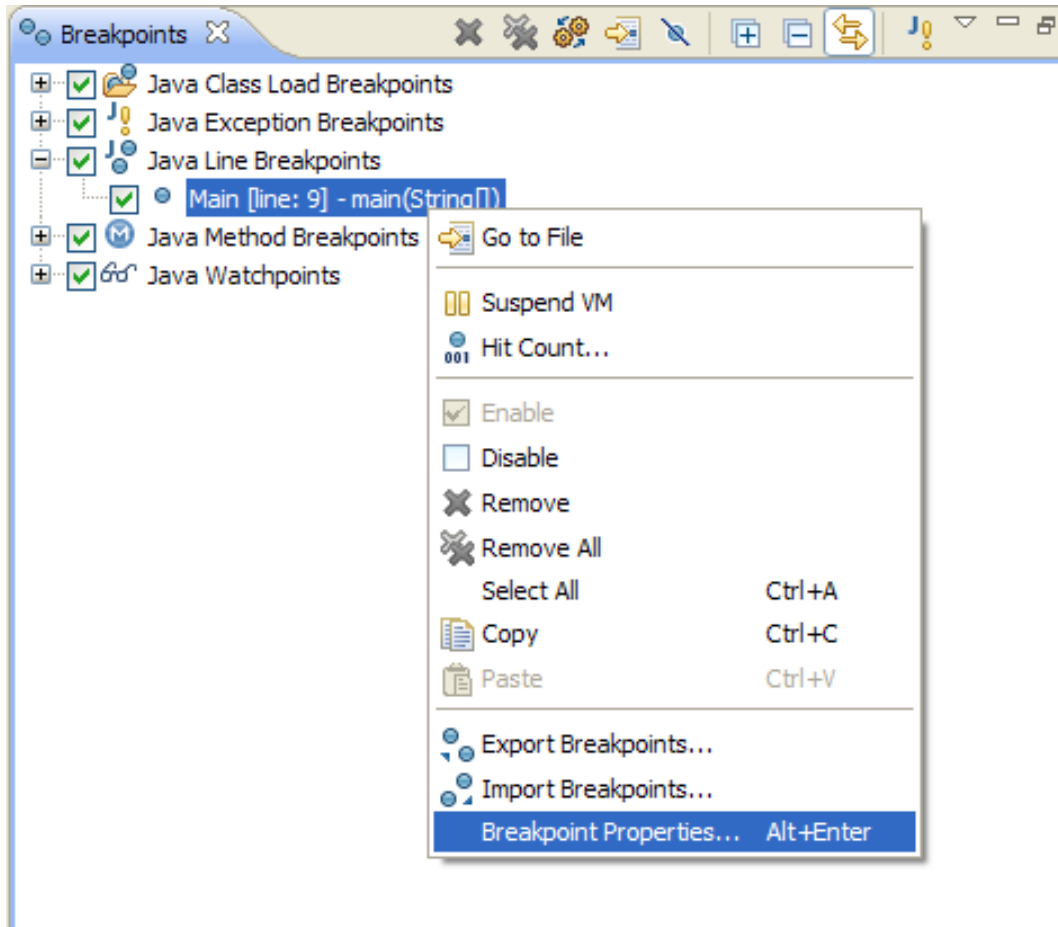 Breakpoints
Java Class Load Breakpoints
Java Exception Breakpoints
Java Line Breakpoints
Main [line: 9] - main(String[])
Java Method Breakpoints
Java Watchpoints
Go to File
Suspend VM
001 Hit Count...
Enable
Disable
Remove
Remove All
Select All Ctrl+A
Copy Ctrl+C
Paste Ctrl+V
Export Breakpoints...
Import Breakpoints...
Breakpoint Properties... Alt+Enter